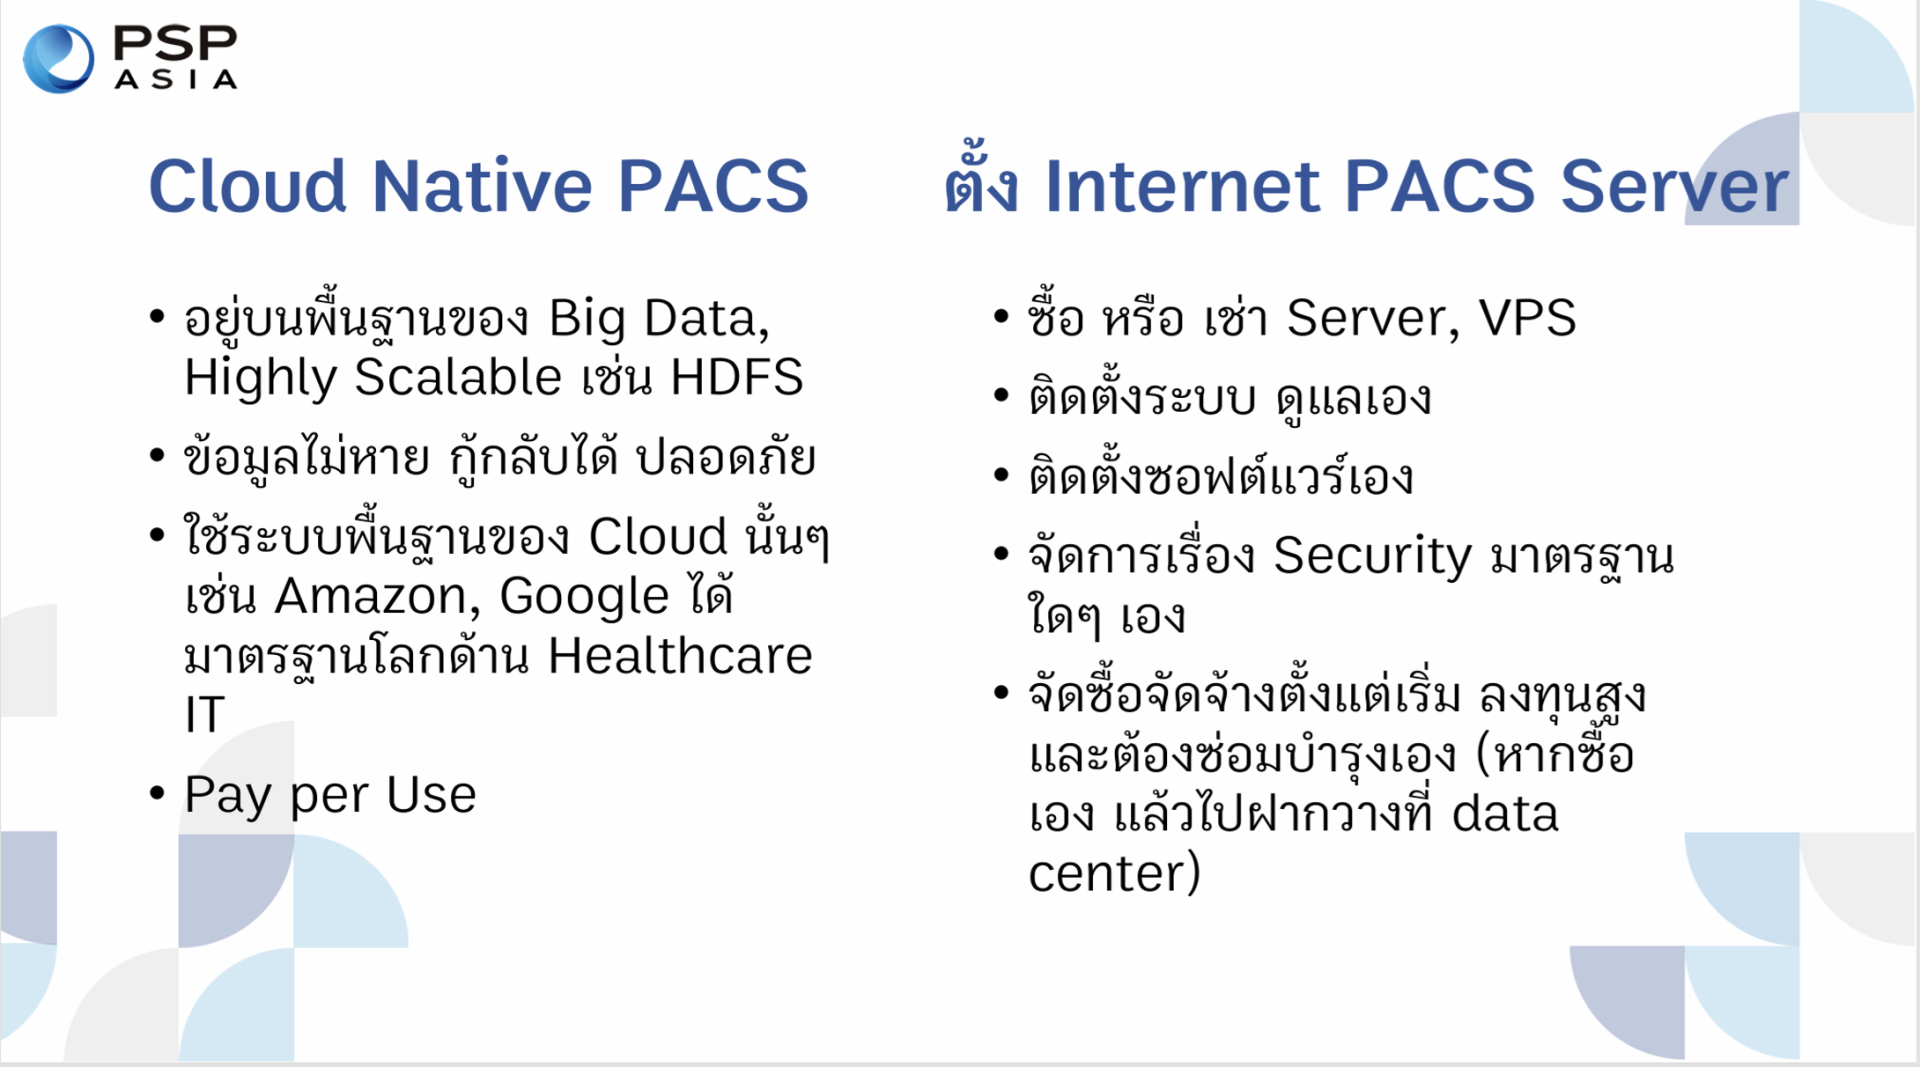 PSP
ASIA
Cloud Native PACS
• อยู่บนพื้นฐานของ Big Data,
Highly Scalable เช่น HDFS
• ข้อมูลไม่หาย กู้กลับได้ ปลอดภัย
• ใช้ระบบพื้นฐานของ Cloud นั้นๆ
เช่น Amazon, Google ได้
มาตรฐานโลกด้าน Healthcare
IT
• Pay per Use
ตั้ง Internet PACS Server
• ซื้อ หรือ เช่า Server, VPS
• ติดตั้งระบบ ดูแลเอง
• ติดตั้งซอฟต์แวร์เอง
• จัดการเรื่อง Security มาตรฐาน
ใดๆ เอง
• จัดซื้อจัดจ้างตั้งแต่เริ่ม ลงทุนสูง
และต้องซ่อมบำรุงเอง (หากซื้อ
เอง แล้วไปฝากวางที่ data
center)